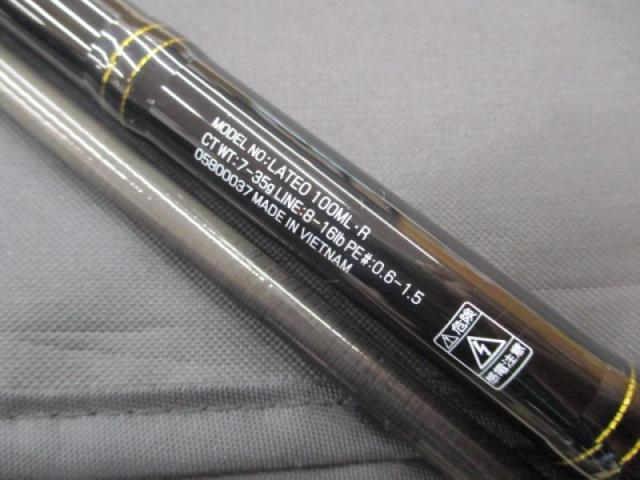 MODEL NO:LATEO 100ML・R
CT WT:7-35g LINE:8-16lb PE#:0.6-1.5
05800037 MADE IN VIETNAM
危険
感電注意